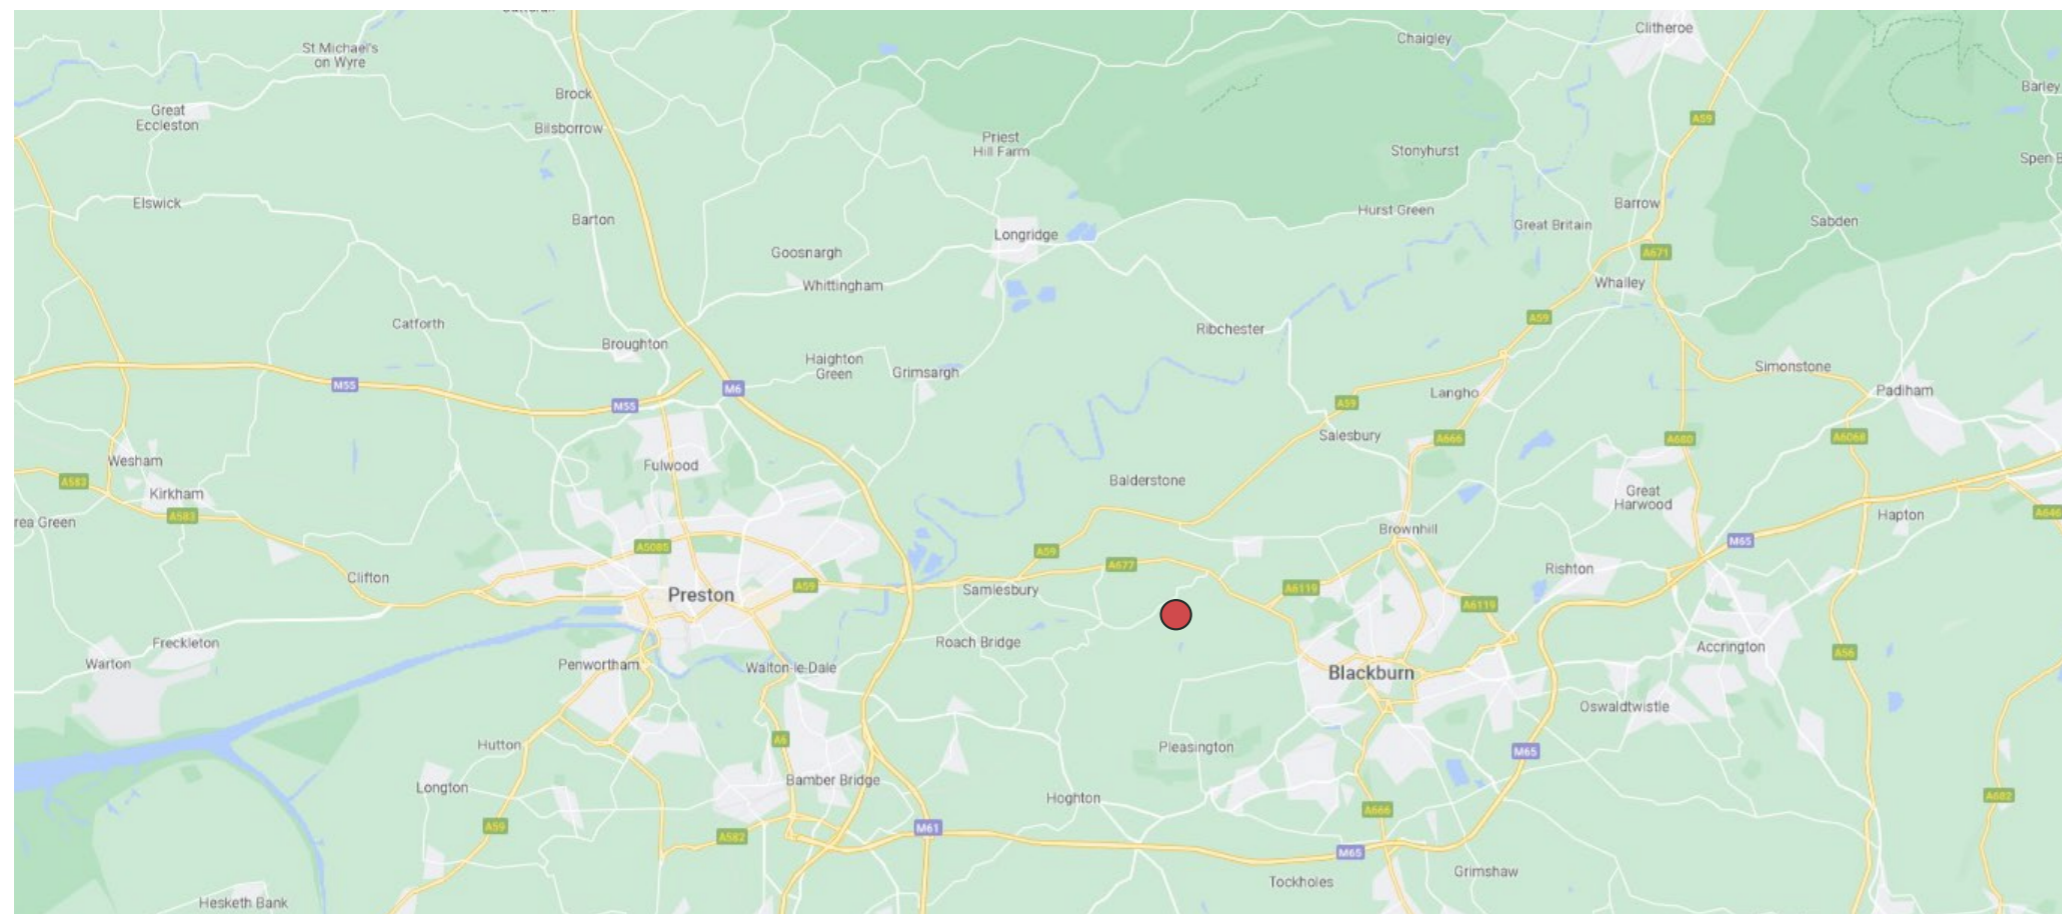 Clitheroe
Chaigley
St Michael's
on Wyre
Barley
Brock
Great
Eccleston
A59
Bilsborrow
Priest
Hill Farm
Stonyhurst
Spen B
Elswick
Barrow
Hurst Green
Barton
Great Britain
Sabden
Longridge
Goosnargh
A671
Whalley
Whittingham
A59
Catforth
Ribchester
Broughton
Haighton
Green
Grimsargh
Simonstone
M55
M6
Padiham
Langho
A59
M55
Salesbury
A666
A680
A6068
Wesham
Fulwood
A583
Balderstone
Kirkham
Great
Harwood
A583
rea Green
Hapton
A646
Brownhill
M65
A5085
A59
A677
Rishton
Clifton
A59
Samlesbury
A6119
Preston
A6119
Freckleton
Roach Bridge
Accrington
A56
Warton
Penwortham
Walton-le-Dale
Blackburn
Oswaldtwistle
Hutton
A6
Pleasington
M65
Bamber Bridge
Longton
Hoghton
A682
A666
A59
M61
A582
M65
Grimshaw
Tockholes
Hesketh Bank